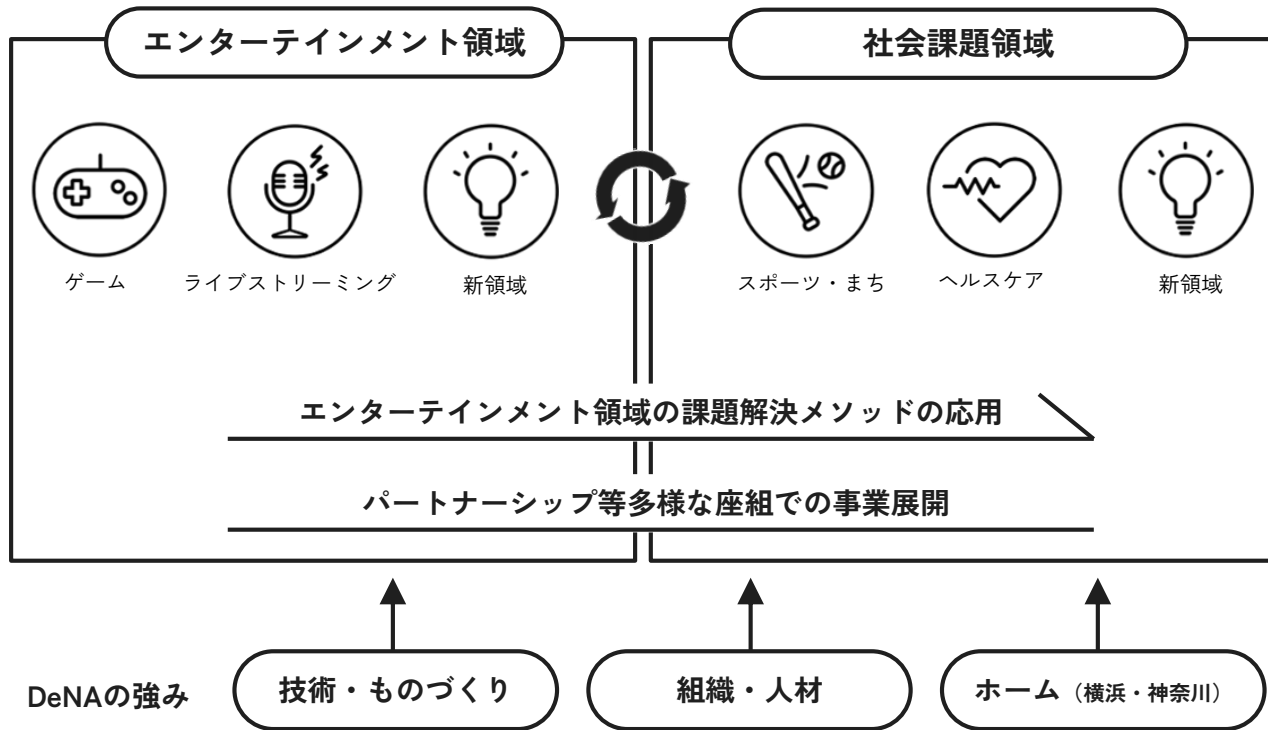 エンターテインメント領域
社会課題領域
ゲーム
ライブストリーミング
新領域
スポーツ・まち
ヘルスケア
新領域
エンターテインメント領域の課題解決メソッドの応用
パートナーシップ等多様な座組での事業展開
DeNAの強み
技術・ものづくり
組織・人材
ホーム（横浜・神奈川）